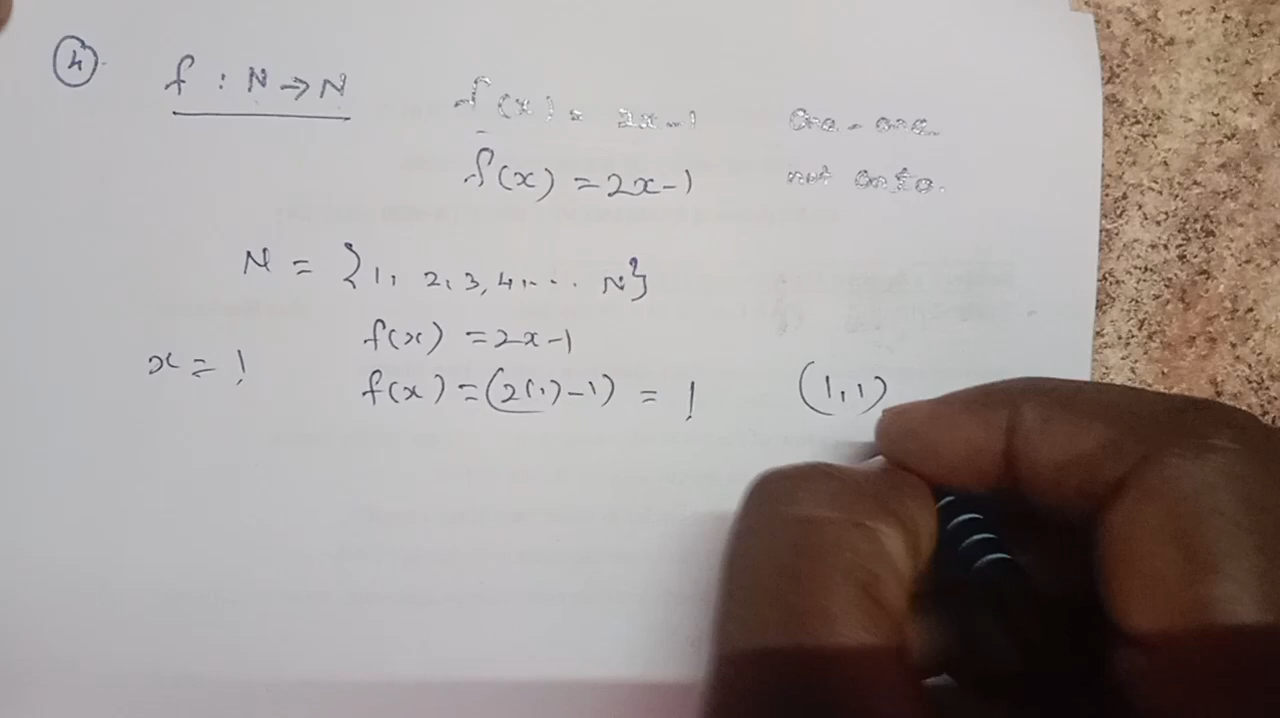 ④ f : N → N f(x) = 2x-1 One-one
f(x) = 2x-1 not onto.
N = {1, 2, 3, 4, ... N}
f(x) = 2x-1
x = 1 f(x) = (2(1)-1) = 1 (1,1)